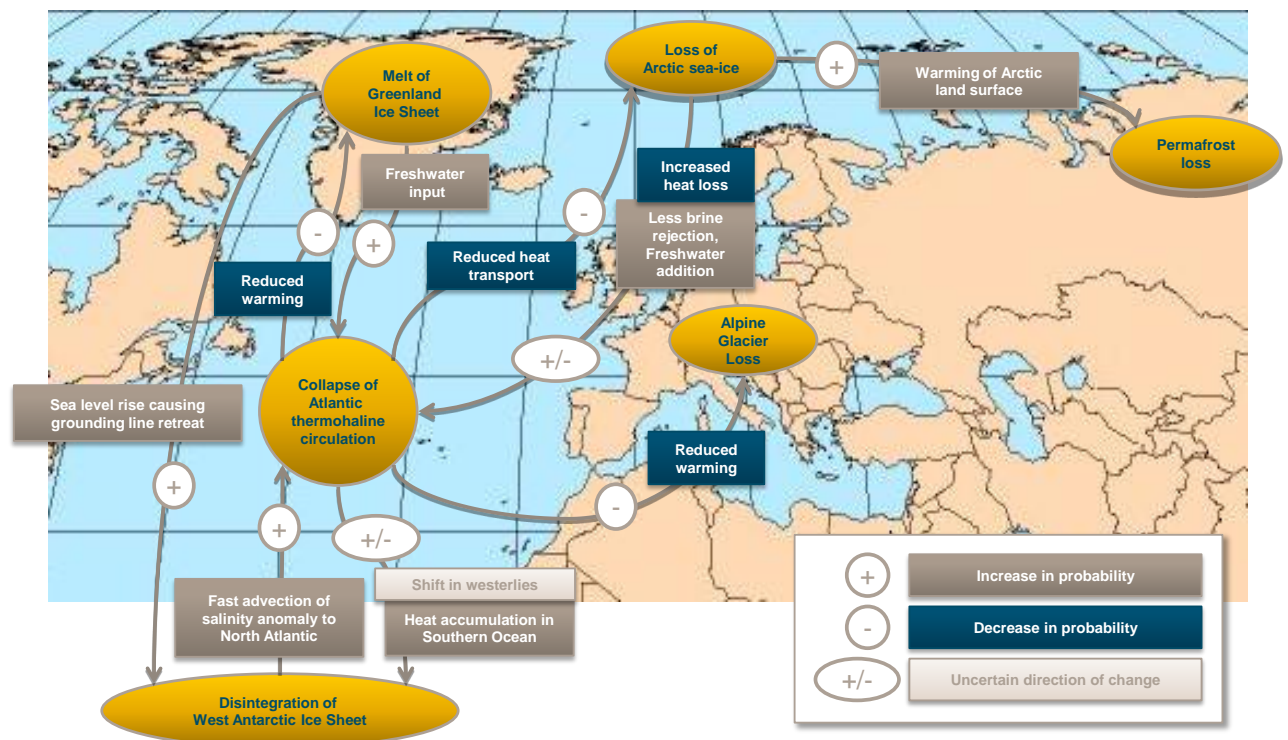 Loss of
Arctic sea-ice
+
Warming of Arctic
land surface
Melt of
Greenland
Ice Sheet
Permafrost
loss
Freshwater
input
Increased
heat loss
-
-
+
Less brine
rejection,
Freshwater
addition
Reduced heat
transport
Reduced
warming
Alpine
Glacier
Loss
+/-
Collapse of
Atlantic
thermohaline
circulation
Sea level rise causing
grounding line retreat
Reduced
warming
+
+
-
+/-
Shift in westerlies
Fast advection of
salinity anomaly to
North Atlantic
Heat accumulation in
Southern Ocean
Disintegration of
West Antarctic Ice Sheet
+
Increase in probability
-
Decrease in probability
+/-
Uncertain direction of change